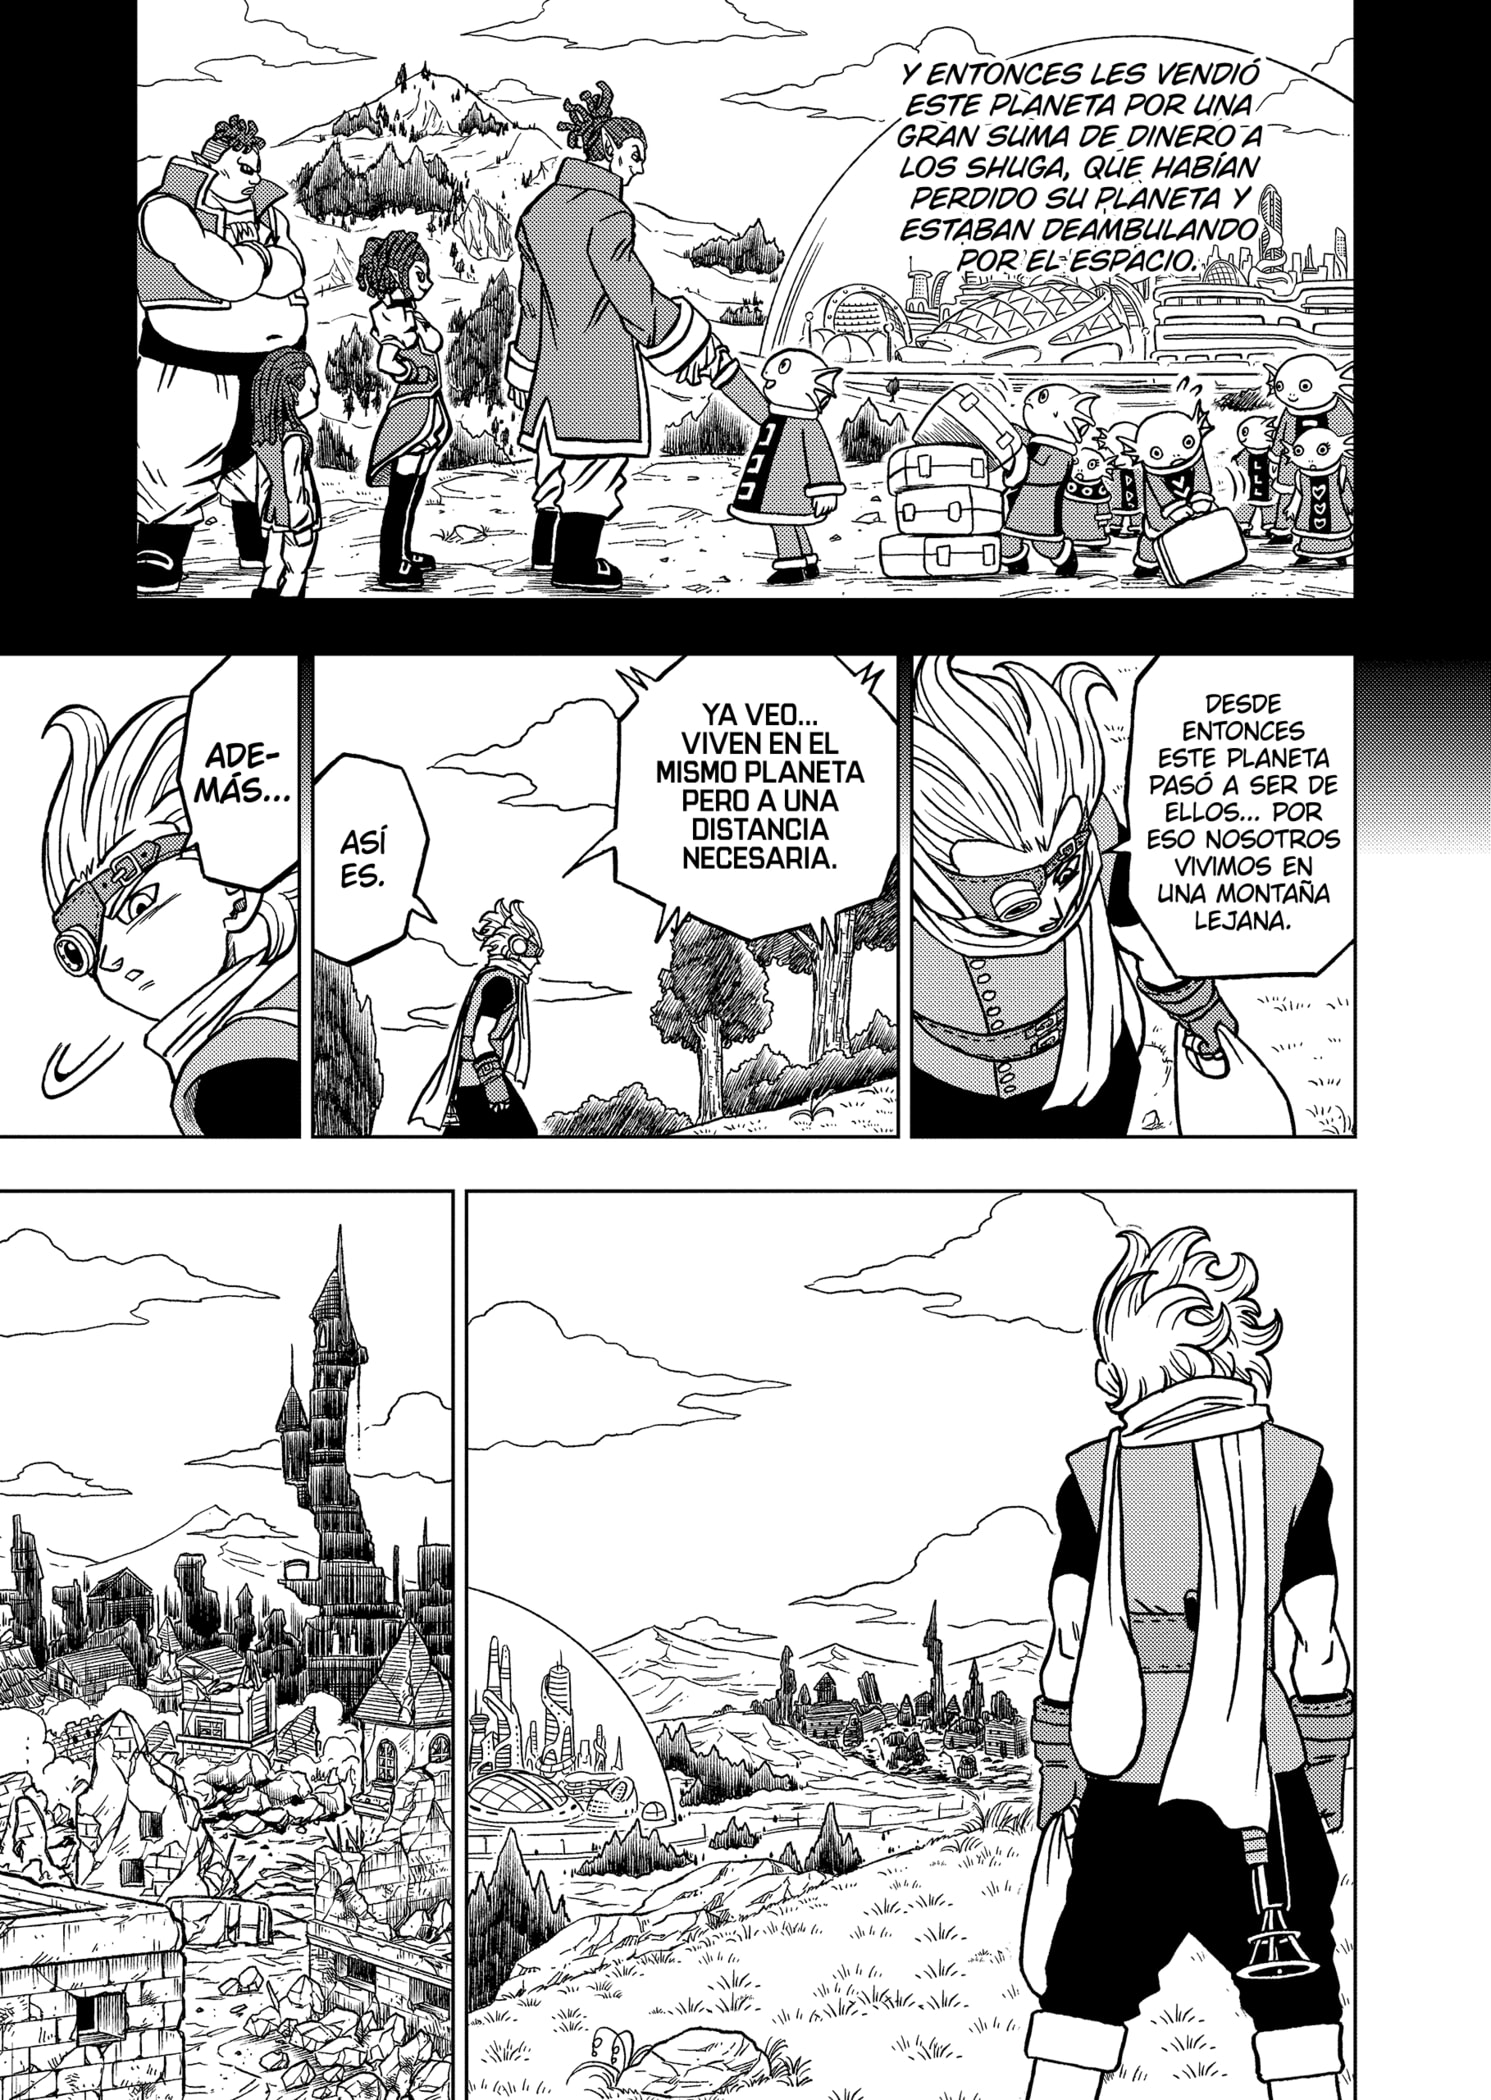 Y ENTONCES LES VENDIÓ
ESTE PLANETA POR UNA
GRAN SUMA DE DINERO A
LOS SHUGA, QUE HABÍAN
PERDIDO SU PLANETA Y
ESTABAN DEAMBULANDO
POR EL ESPACIO.
DESDE
ENTONCES
ESTE PLANETA
PASÓ A SER DE
ELLOS... POR
ESO NOSOTROS
VIVIMOS EN
UNA MONTAÑA
LEJANA.
YA VEO...
VIVEN EN EL
MISMO PLANETA
PERO A UNA
DISTANCIA
NECESARIA.
ASÍ
ES.
ADE-
MÁS...